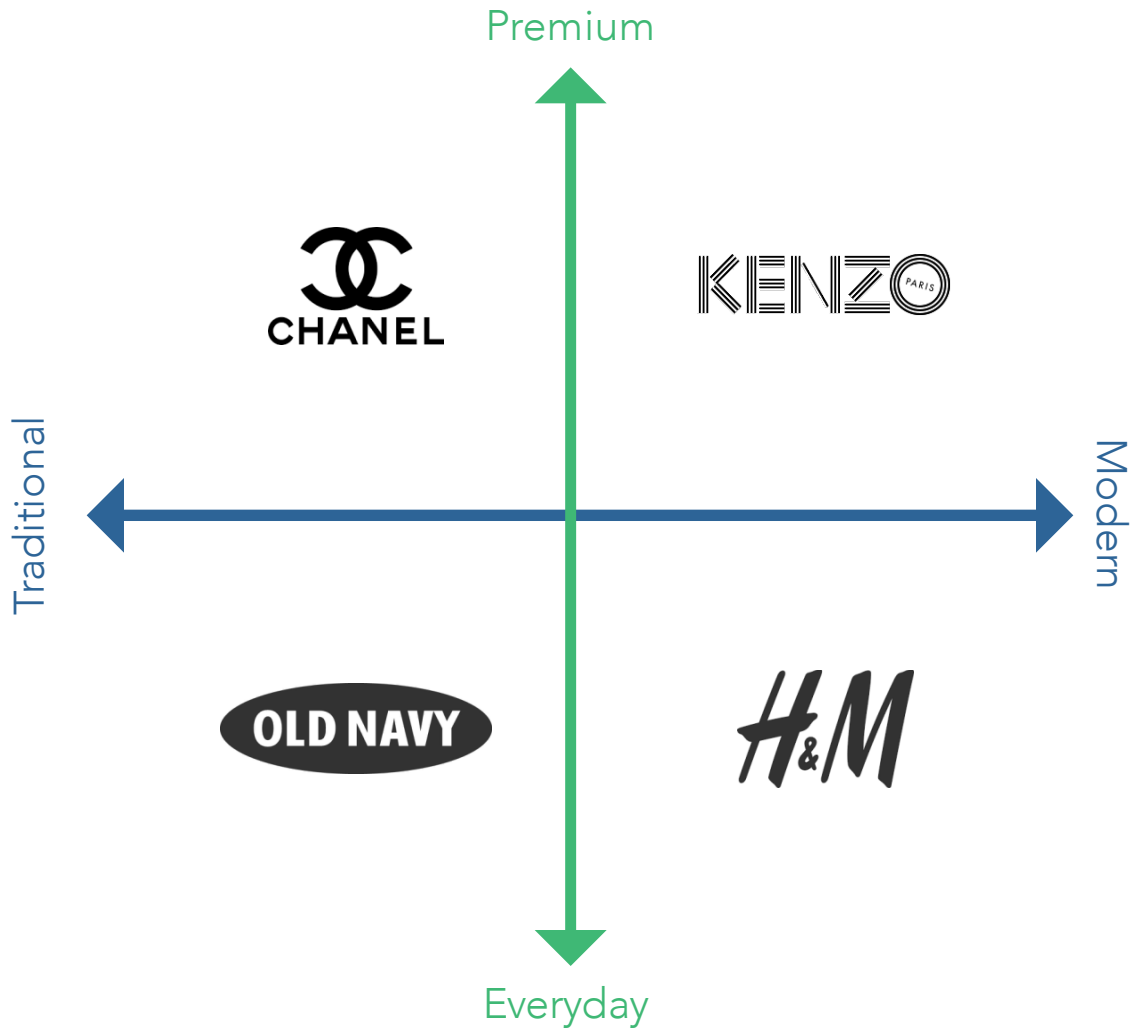 Premium
CHANEL
KENZO
PARIS
Traditional
Modern
OLD NAVY
H&M
Everyday